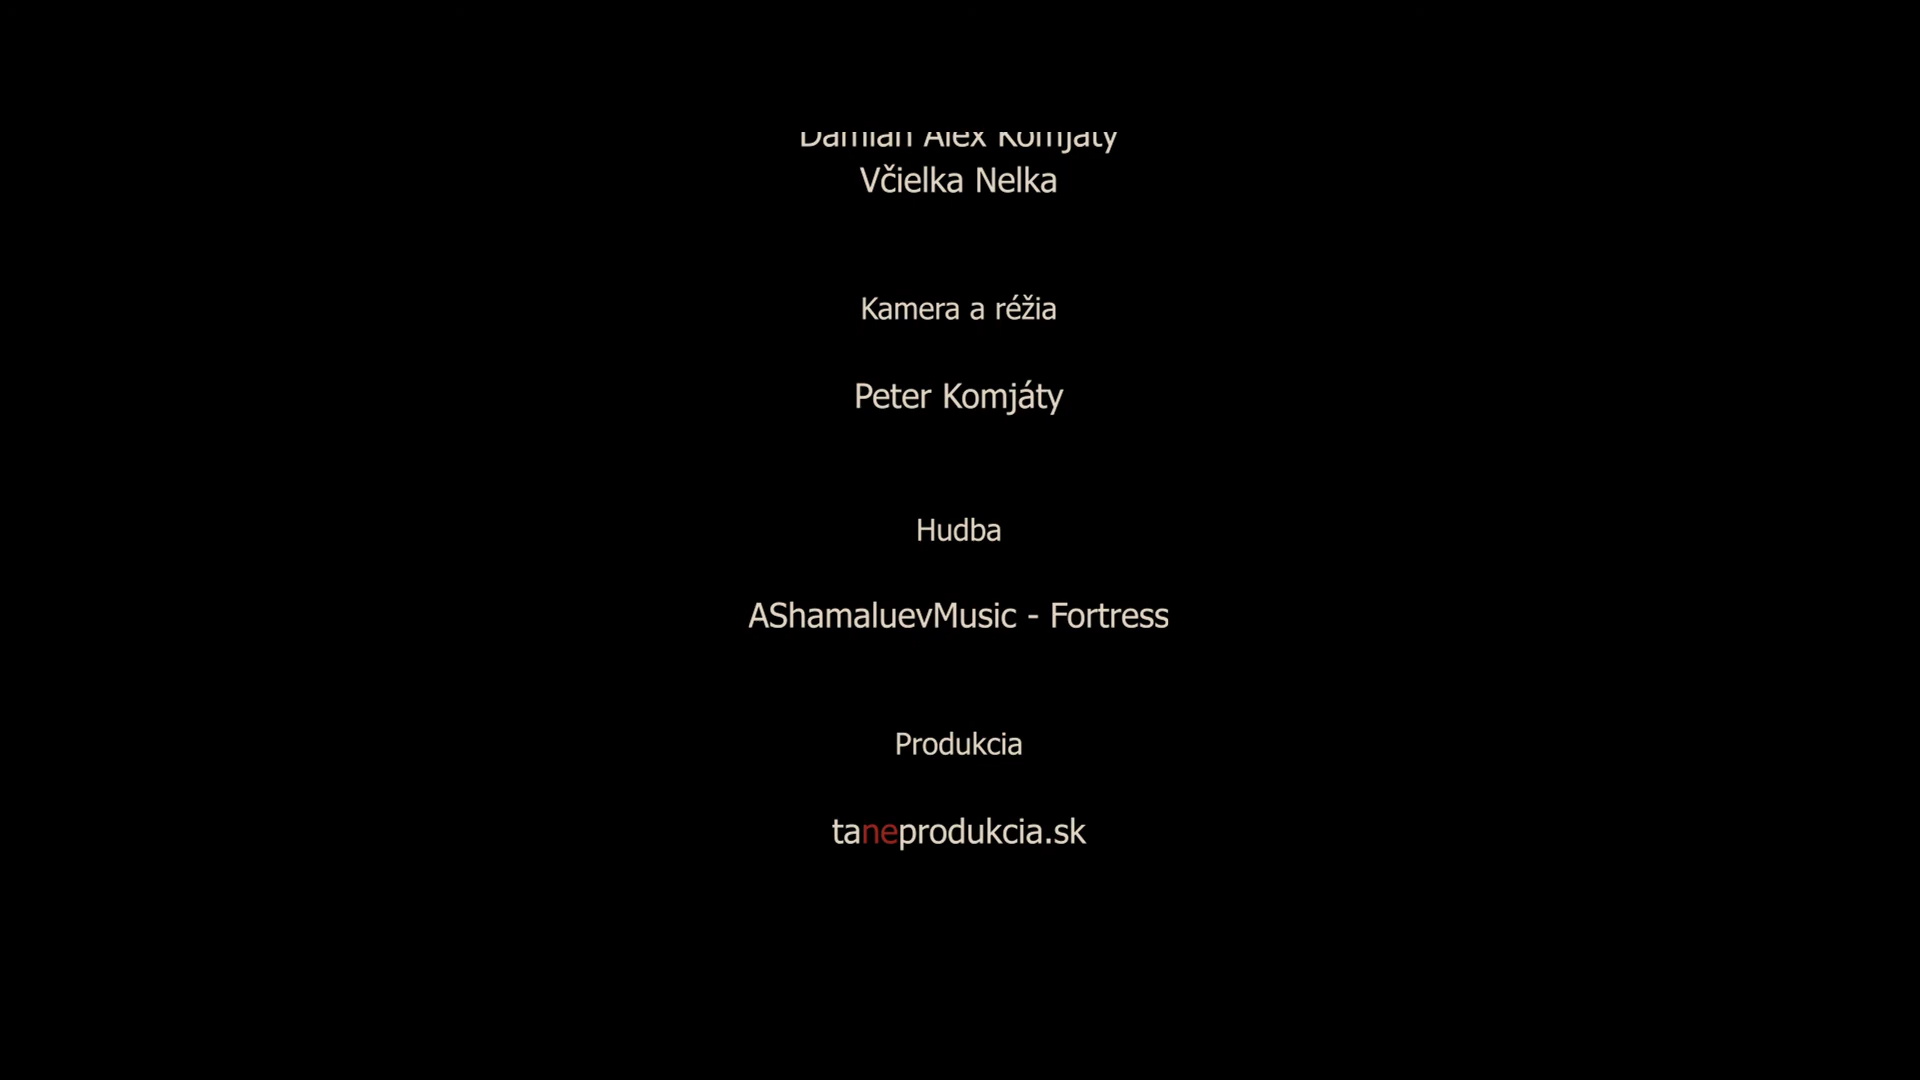 Damian Alex Komjáty
Včielka Nelka
Kamera a réžia
Peter Komjáty
Hudba
AShamaluevMusic - Fortress
Produkcia
taneprodukcia.sk